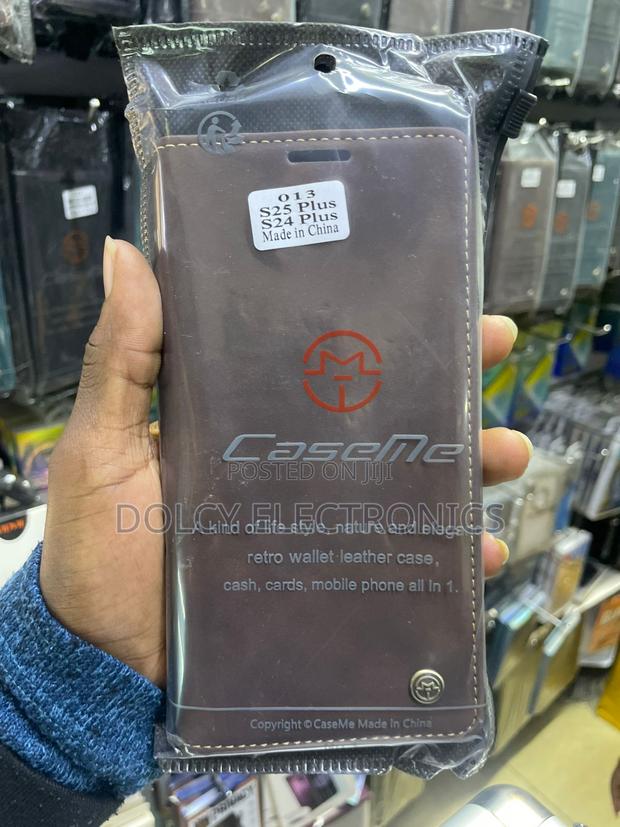 013
S25 Plus
S24 Plus
Made in China
CaseMe
POSTED ON JIJI
DOLCY ELECTRONICS
A kind of life style, nature and
retro wallet leather case,
cash, cards, mobile phone all in 1.
Copyright © CaseMe Made in China